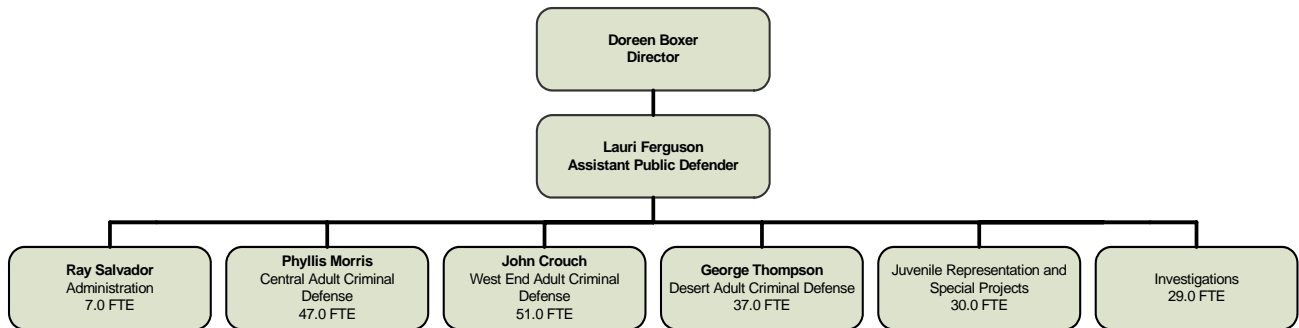 Doreen Boxer
Director
Lauri Ferguson
Assistant Public Defender
Ray Salvador
Administration
7.0 FTE
Phyllis Morris
Central Adult Criminal
Defense
47.0 FTE
John Crouch
West End Adult Criminal
Defense
51.0 FTE
George Thompson
Desert Adult Criminal Defense
37.0 FTE
Juvenile Representation and
Special Projects
30.0 FTE
Investigations
29.0 FTE